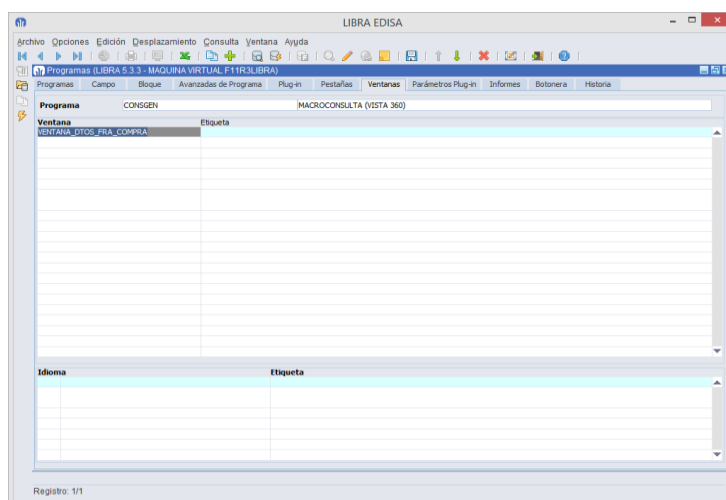 LIBRA EDISA
Archivo Opciones Edición Desplazamiento Consulta Ventana Ayuda
Programas (LIBRA 5.3.3 - MAQUINA VIRTUAL F11R3LIBRA)
Programas Campo Bloque Avanzadas de Programa Plug-in Pestañas Ventanas Parámetros Plug-in Informes Botonera Historia
Programa CONSGEN MACROCONSULTA (VISTA 360)
Ventana Etiqueta
VENTANA_DTOS_FRA_COMPRA
Idioma Etiqueta
Registro: 1/1